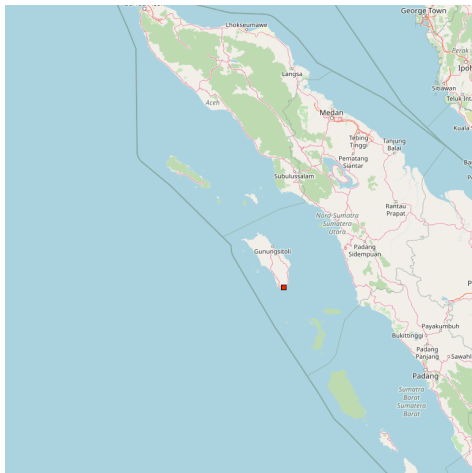 George Town
Lhokseumawe
Perak
Ipoh
Langsa
Sitiawan
Teluk Inta
Aceh
Medan
Kuala
Tebing
Tinggi
Tanjung
Balai
Pematang
Siantar
Subulussalam
Rantau
Prapat
Nord-Sumatra
Sumatera
Utara
Padang
Sidempuan
Gunungsitoli
Payakumbuh
Bukittinggi
Padang
Panjang
Sawahl
Padang
Sumatra
Barat
Sumatera
Barat